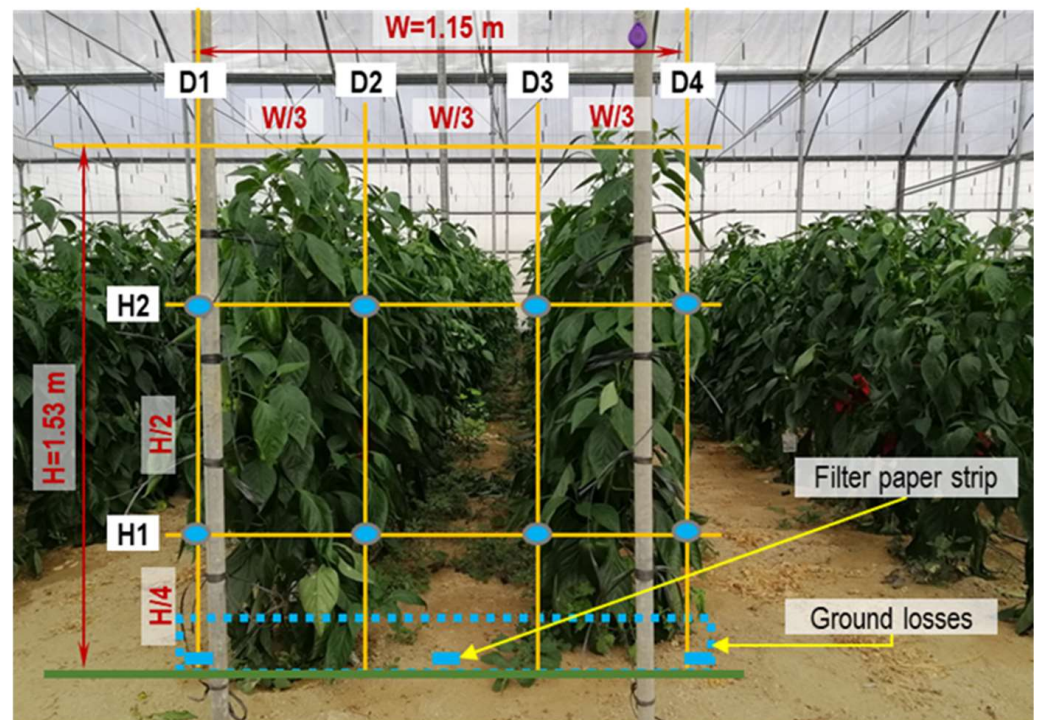 W=1.15 m
D1
D2
D3
D4
W/3
W/3
W/3
H2
H=1.53 m
H/2
Filter paper strip
H1
H/4
Ground losses